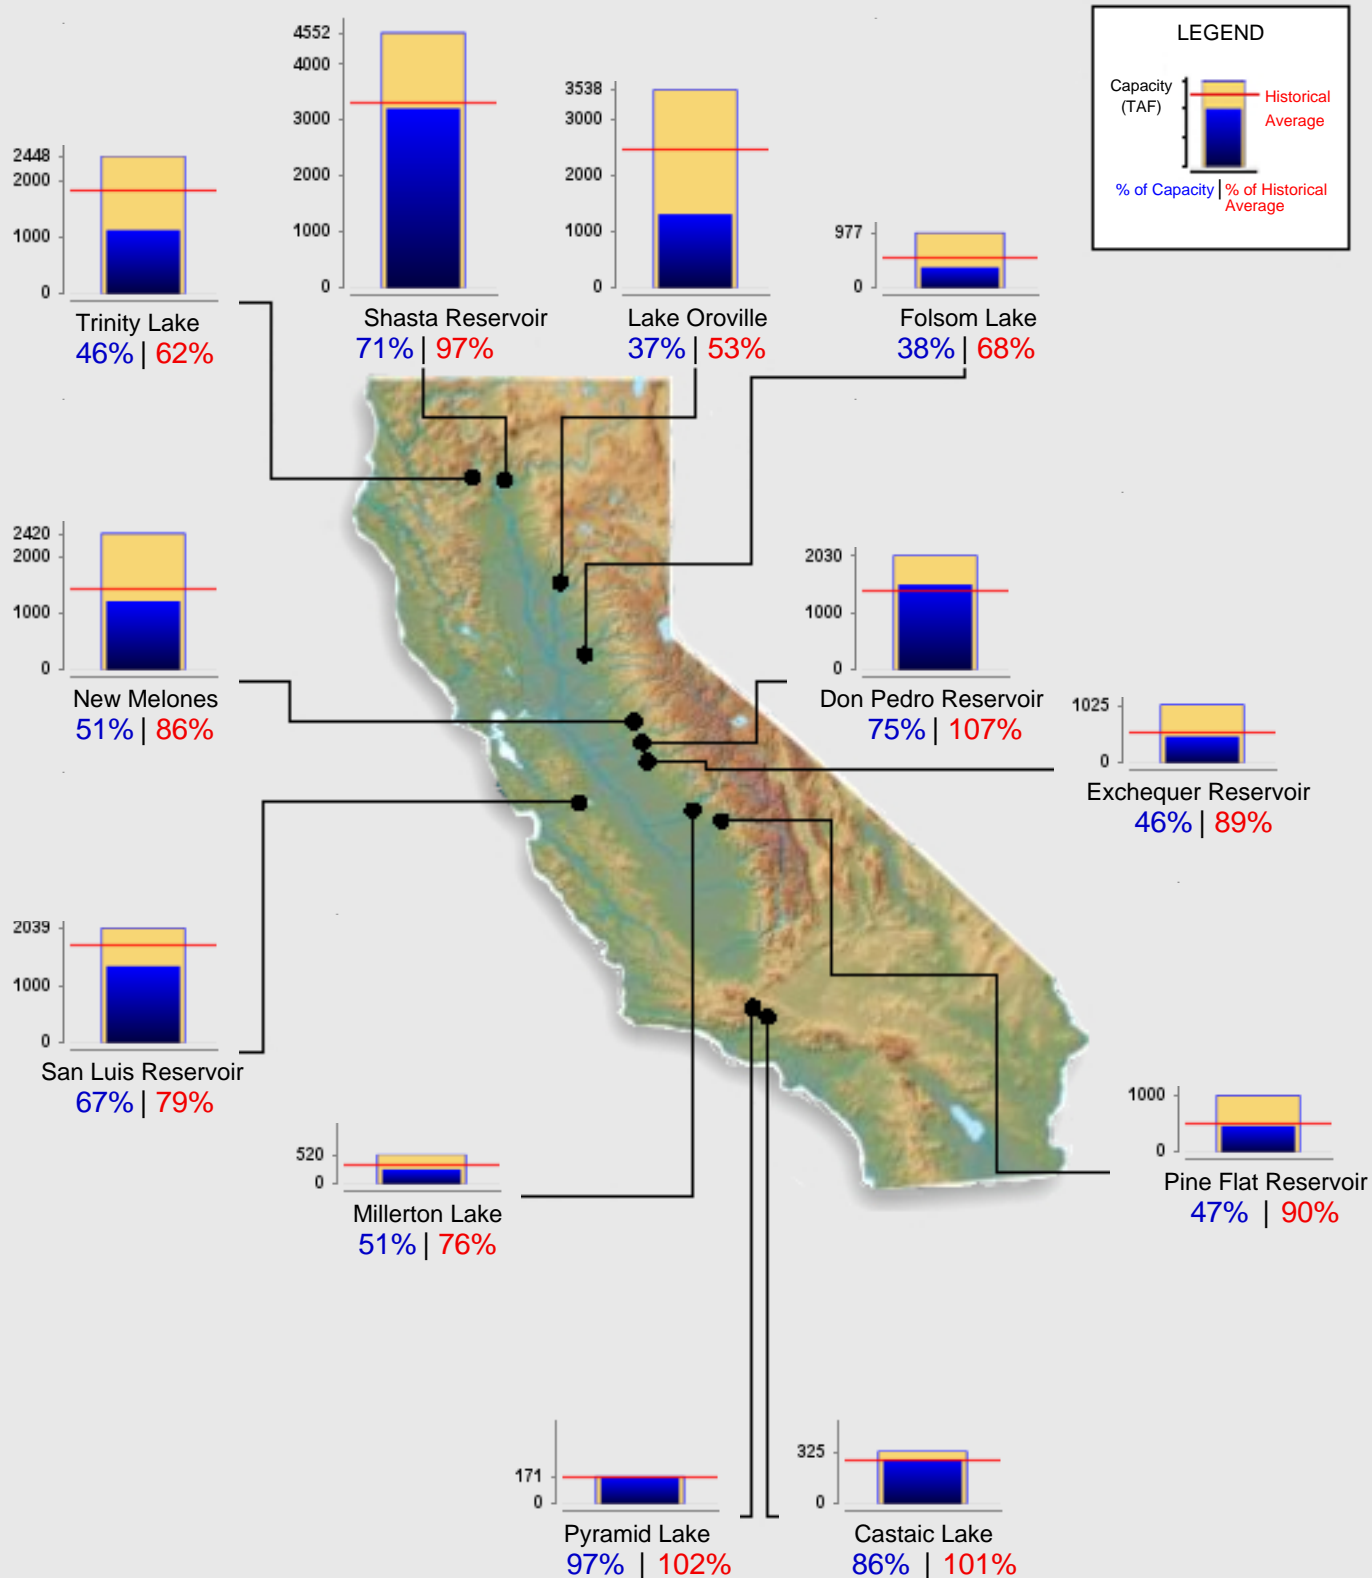 LEGEND
Capacity
(TAF)
Historical
Average
% of Capacity | % of Historical
Average
4552
4000
3000
2000
1000
0
Shasta Reservoir
71% | 97%
3538
3000
2000
1000
0
Lake Oroville
37% | 53%
2448
2000
1000
0
Trinity Lake
46% | 62%
977
0
Folsom Lake
38% | 68%
2420
2000
1000
0
New Melones
51% | 86%
2030
1000
0
Don Pedro Reservoir
75% | 107%
1025
0
Exchequer Reservoir
46% | 89%
2039
1000
0
San Luis Reservoir
67% | 79%
520
0
Millerton Lake
51% | 76%
1000
0
Pine Flat Reservoir
47% | 90%
171
0
Pyramid Lake
97% | 102%
325
0
Castaic Lake
86% | 101%